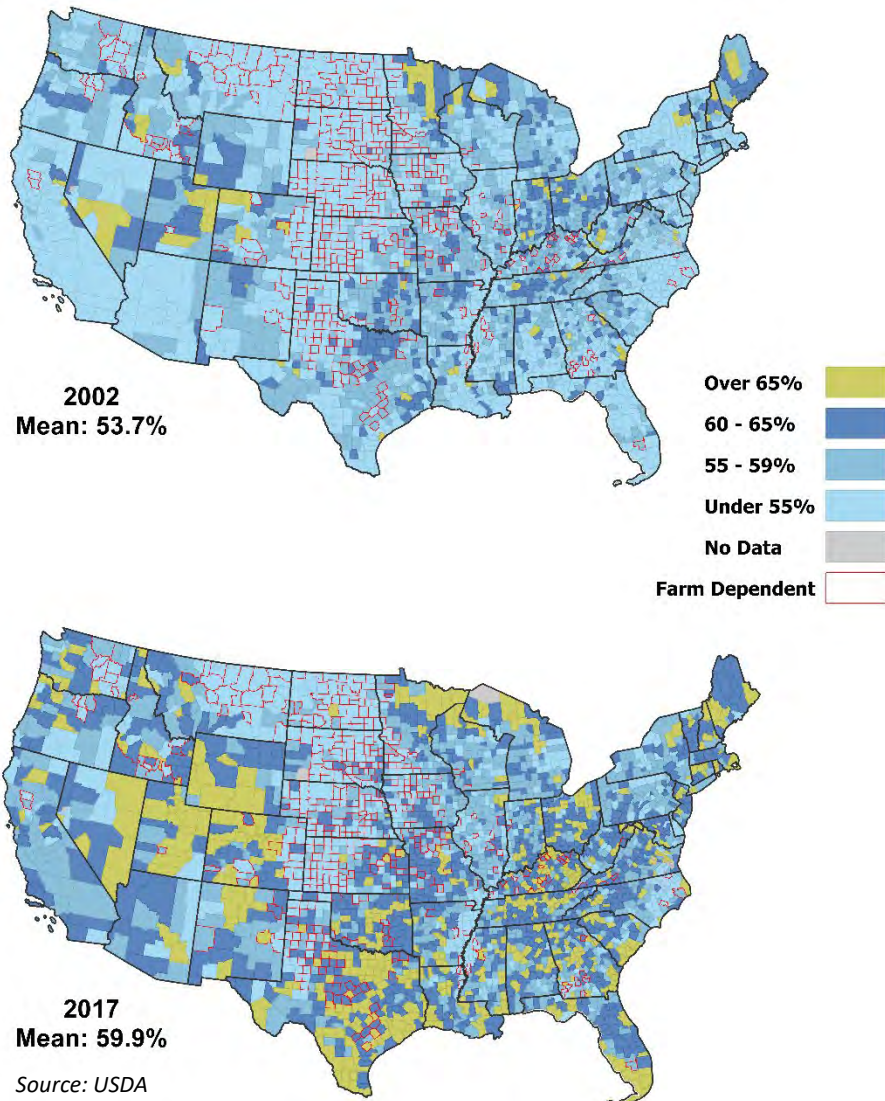 2002
Mean: 53.7%
Over 65%
60 - 65%
55 - 59%
Under 55%
No Data
Farm Dependent
2017
Mean: 59.9%
Source: USDA